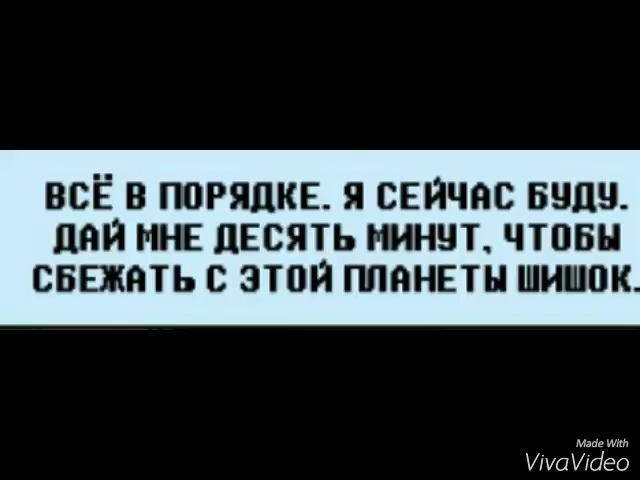 ВСЁ В ПОРЯДКЕ. Я СЕЙЧАС БУДУ.
ДАЙ МНЕ ДЕСЯТЬ МИНУТ, ЧТОБЫ
СБЕЖАТЬ С ЭТОЙ ПЛАНЕТЫ ШИШОК.
Made With
VivaVideo